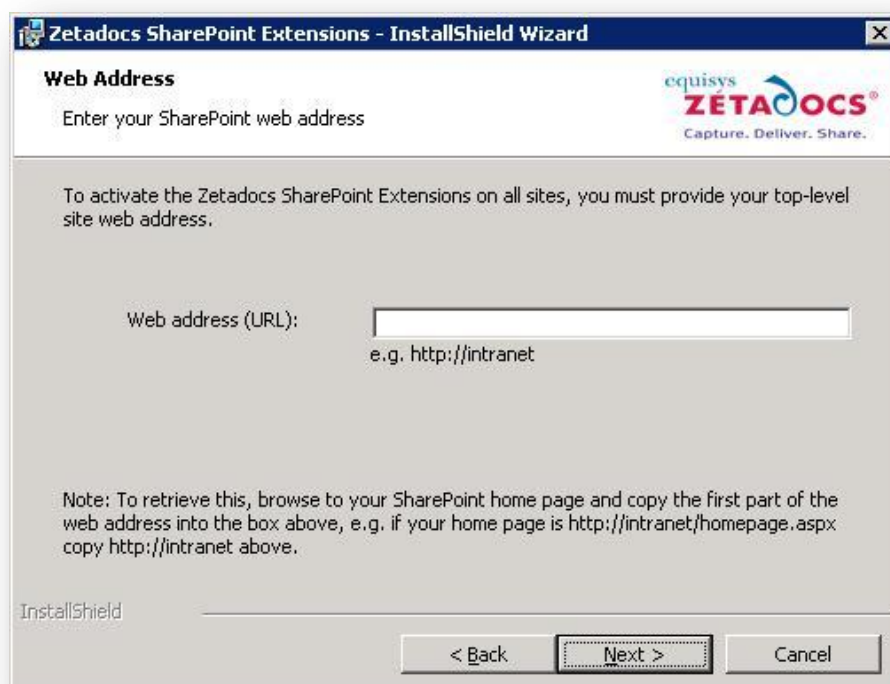 Zetadocs SharePoint Extensions - InstallShield Wizard
Web Address
Enter your SharePoint web address
equisys
ZETADOCS®
Capture. Deliver. Share.
To activate the Zetadocs SharePoint Extensions on all sites, you must provide your top-level
site web address.
Web address (URL):
e.g. http://intranet
Note: To retrieve this, browse to your SharePoint home page and copy the first part of the
web address into the box above, e.g. if your home page is http://intranet/homepage.aspx
copy http://intranet above.
InstallShield
< Back
Next >
Cancel